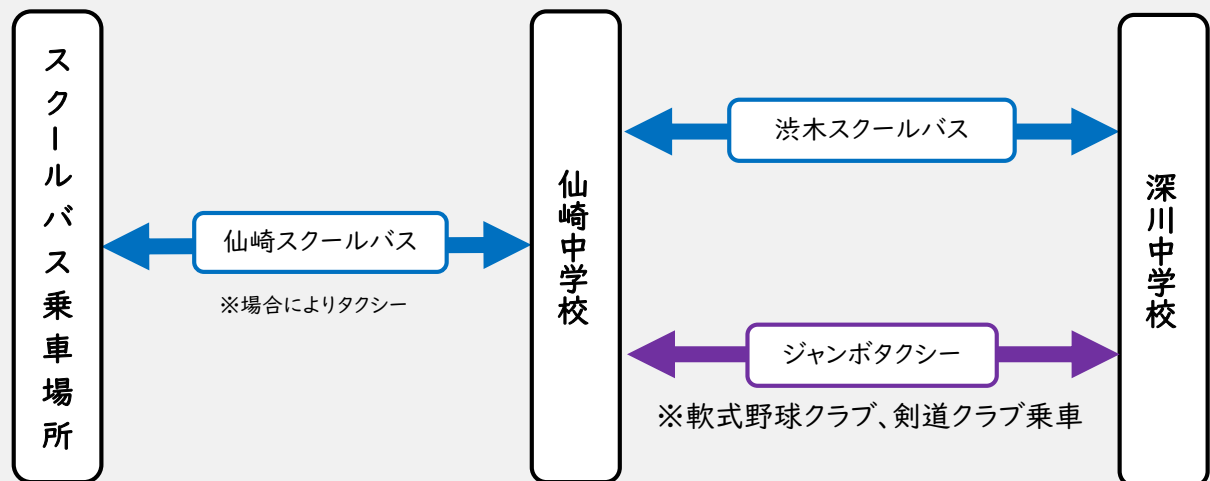 スクールバス乗車場所
仙崎スクールバス
※場合によりタクシー
仙崎中学校
渋木スクールバス
ジャンボタクシー
※軟式野球クラブ、剣道クラブ乗車
深川中学校